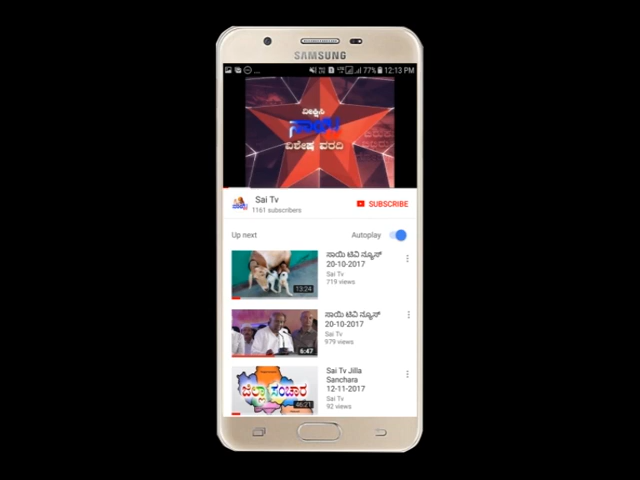 SAMSUNG
77% 12:13 PM
ವೀಕ್ಷಿಸಿ
ವಿಶೇಷ ವರದಿ
Sai Tv
1161 subscribers
SUBSCRIBE
Up next
Autoplay
ಸಾಯಿ ಟಿವಿ ನ್ಯೂಸ್
20-10-2017
Sai Tv
719 views
13:24
ಸಾಯಿ ಟಿವಿ ನ್ಯೂಸ್
20-10-2017
Sai Tv
979 views
6:47
Sai Tv Jilla
Sanchara
12-11-2017
Sai Tv
92 views
ಜಿಲ್ಲಾ ಸಂಚಾರ
46:21